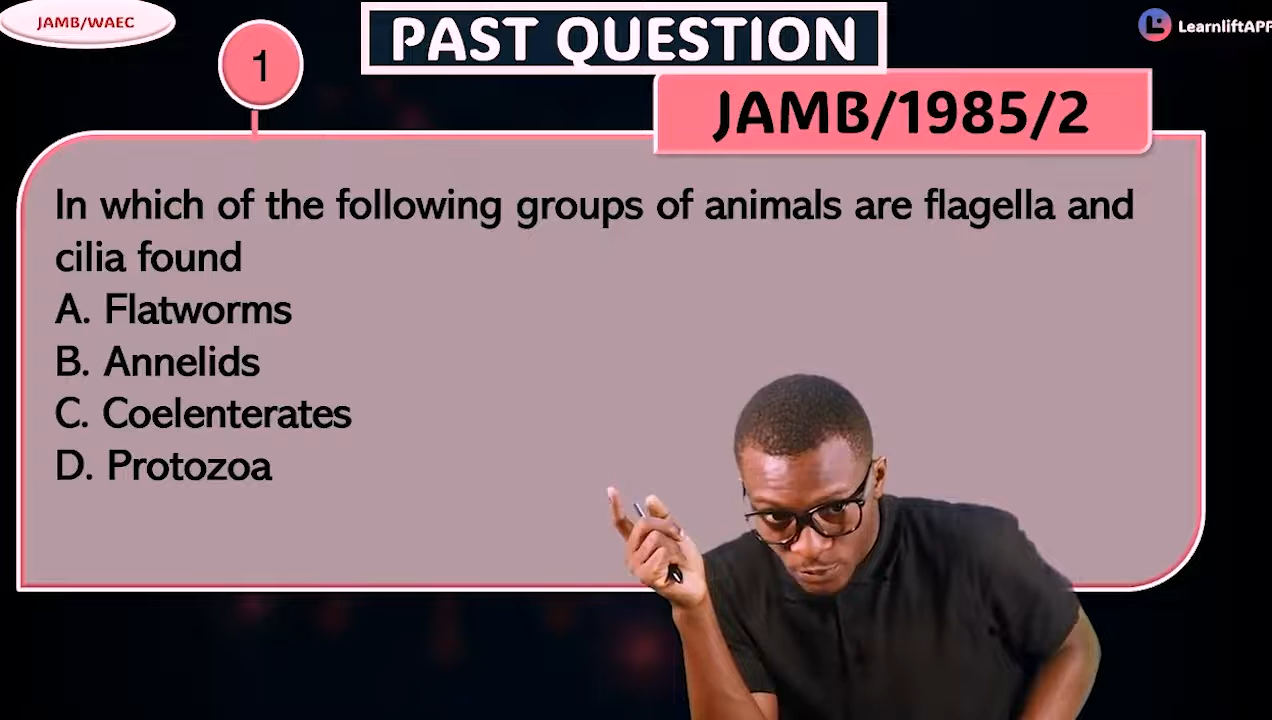 JAMB/WAEC
PAST QUESTION
LearnliftAPP
1
JAMB/1985/2
In which of the following groups of animals are flagella and
cilia found
A. Flatworms
B. Annelids
C. Coelenterates
D. Protozoa